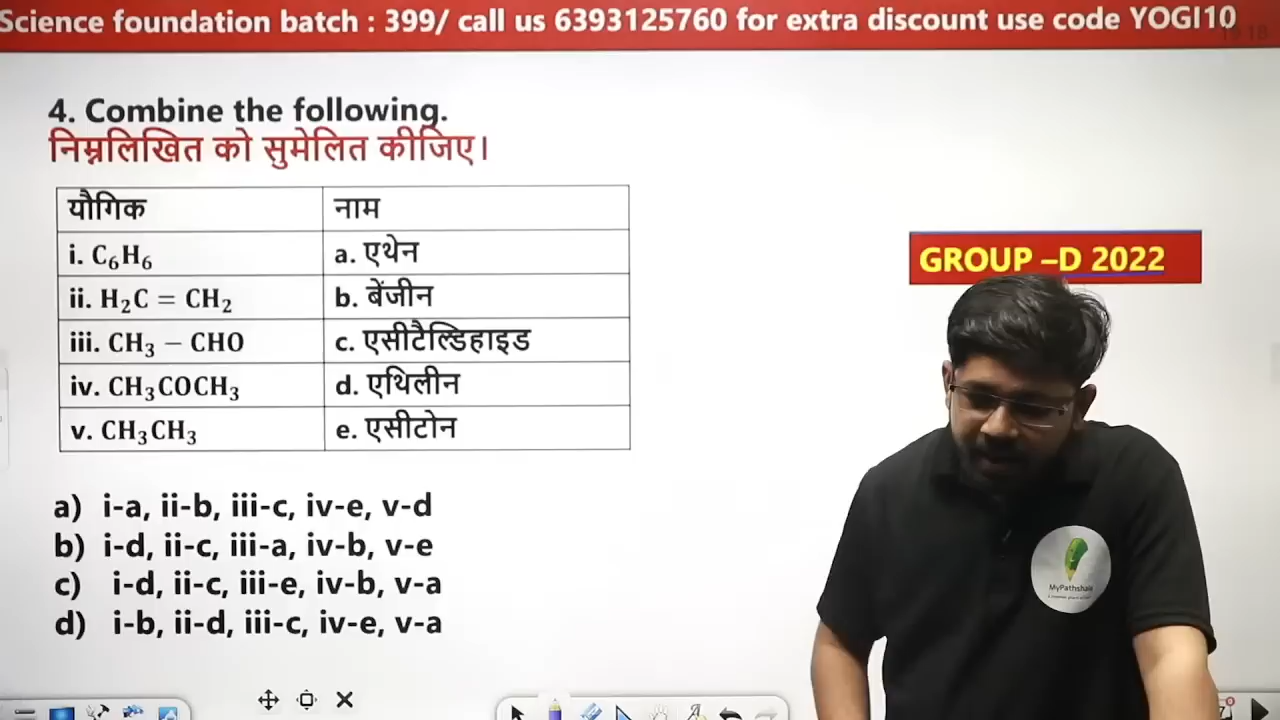 Science foundation batch : 399/ call us 6393125760 for extra discount use code YOGI10
4. Combine the following.
निम्नलिखित को सुमेलित कीजिए।
यौगिक नाम
i. C₆H₆ a. एथेन
ii. H₂C = CH₂ b. बेंजीन
iii. CH₃ − CHO c. एसीटैल्डिहाइड
iv. CH₃COCH₃ d. एथिलीन
v. CH₃CH₃ e. एसीटोन
GROUP –D 2022
a) i-a, ii-b, iii-c, iv-e, v-d
b) i-d, ii-c, iii-a, iv-b, v-e
c) i-d, ii-c, iii-e, iv-b, v-a
d) i-b, ii-d, iii-c, iv-e, v-a
MyPathshala